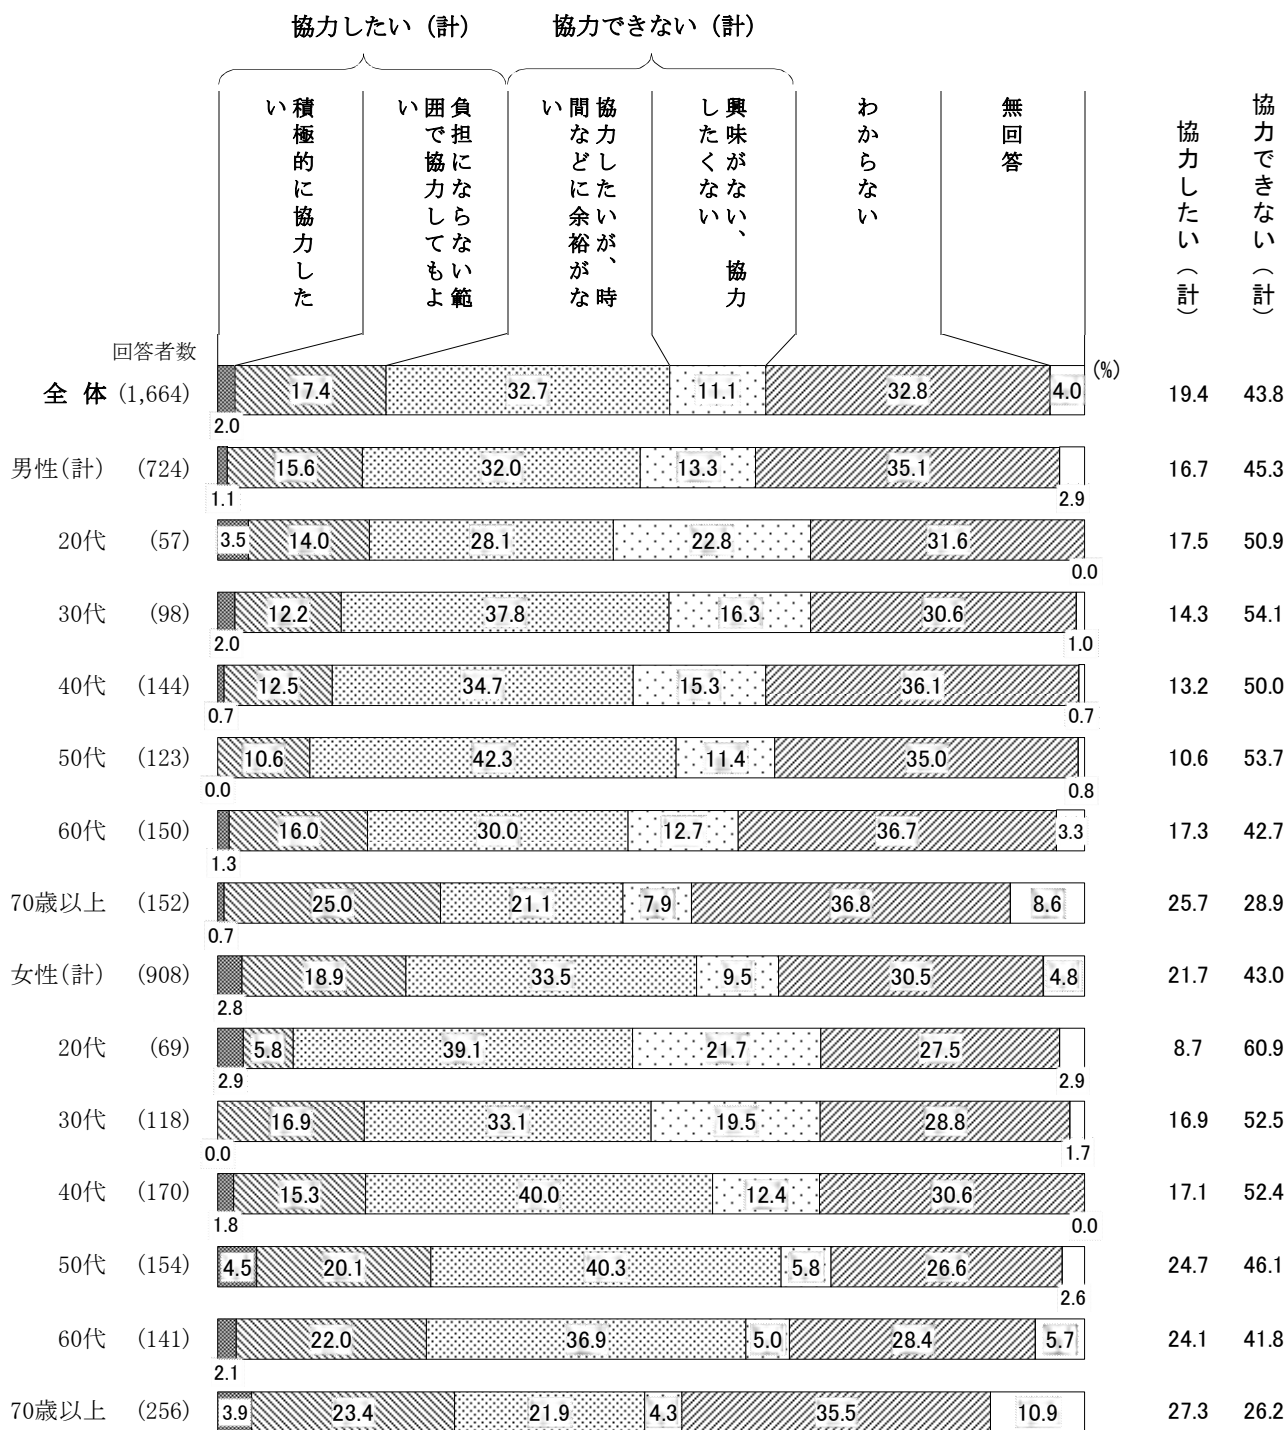 協力したい（計）　協力できない（計）
積極的に協力したい
負担にならない範囲で協力してもよい
協力したいが、時間などに余裕がない
興味がない、協力したくない
わからない
無回答
協力したい（計）
協力できない（計）
回答者数
(%)
全 体 (1,664) 2.0 17.4 32.7 11.1 32.8 4.0 19.4 43.8
男性(計) (724) 1.1 15.6 32.0 13.3 35.1 2.9 16.7 45.3
20代 (57) 3.5 14.0 28.1 22.8 31.6 0.0 17.5 50.9
30代 (98) 2.0 12.2 37.8 16.3 30.6 1.0 14.3 54.1
40代 (144) 0.7 12.5 34.7 15.3 36.1 0.7 13.2 50.0
50代 (123) 0.0 10.6 42.3 11.4 35.0 0.8 10.6 53.7
60代 (150) 1.3 16.0 30.0 12.7 36.7 3.3 17.3 42.7
70歳以上 (152) 0.7 25.0 21.1 7.9 36.8 8.6 25.7 28.9
女性(計) (908) 2.8 18.9 33.5 9.5 30.5 4.8 21.7 43.0
20代 (69) 2.9 5.8 39.1 21.7 27.5 2.9 8.7 60.9
30代 (118) 0.0 16.9 33.1 19.5 28.8 1.7 16.9 52.5
40代 (170) 1.8 15.3 40.0 12.4 30.6 0.0 17.1 52.4
50代 (154) 4.5 20.1 40.3 5.8 26.6 2.6 24.7 46.1
60代 (141) 2.1 22.0 36.9 5.0 28.4 5.7 24.1 41.8
70歳以上 (256) 3.9 23.4 21.9 4.3 35.5 10.9 27.3 26.2